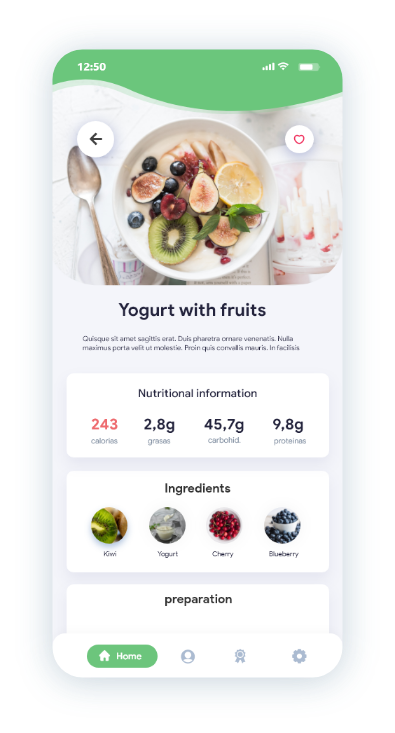 12:50
Yogurt with fruits
Quisque sit amet sagittis erat. Duis pharetra ornare venenatis. Nulla
maximus porta velit ut molestie. Proin quis convallis mauris. In facilisis
Nutritional information
243 2,8g 45,7g 9,8g
calorias grasas carbohid. proteinas
Ingredients
Kiwi Yogurt Cherry Blueberry
preparation
Home